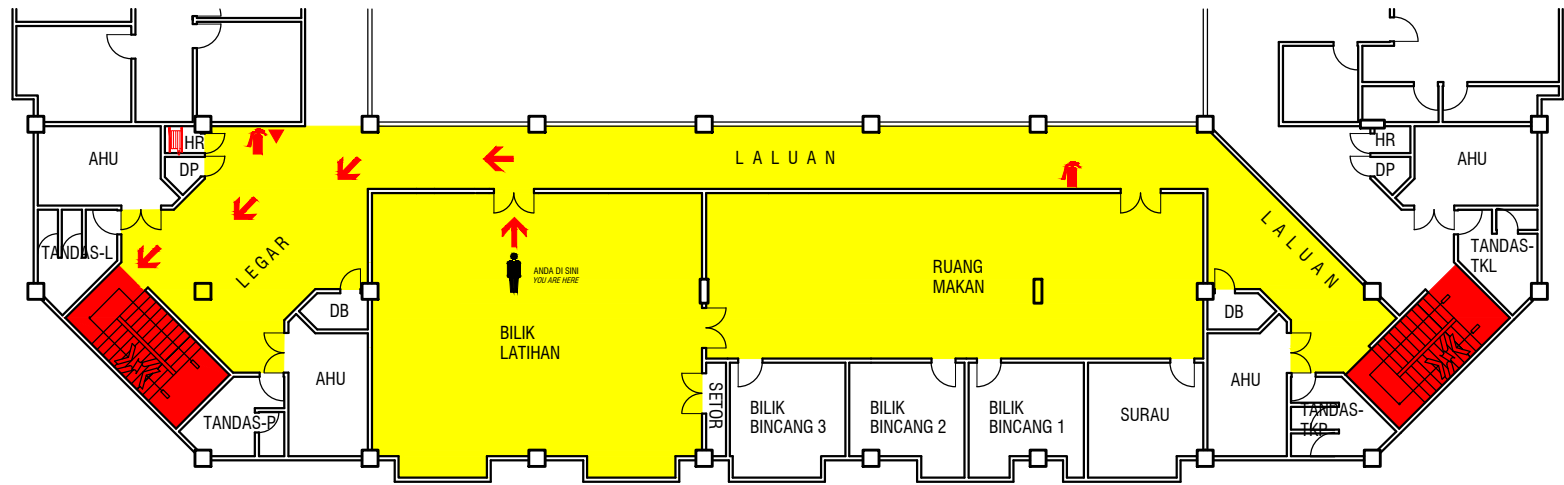 HR
AHU
DP
TANDAS-L
LEGAR
LALUAN
HR
AHU
DP
TANDAS-
TKL
LALUAN
ANDA DI SINI
YOU ARE HERE
RUANG
MAKAN
DB
DB
BILIK
LATIHAN
AHU
TANDAS-P
SETOR
BILIK
BINCANG 3
BILIK
BINCANG 2
BILIK
BINCANG 1
SURAU
AHU
TANDAS-
TKP